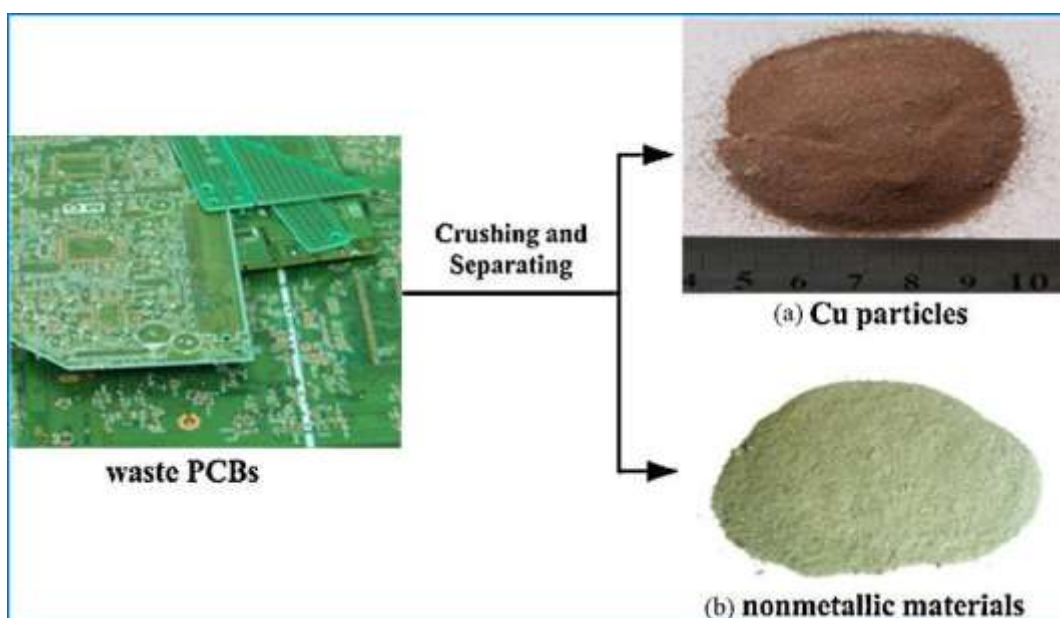 Crushing and
Separating
waste PCBs
4 5 6 7 8 9 10
(a) Cu particles
(b) nonmetallic materials